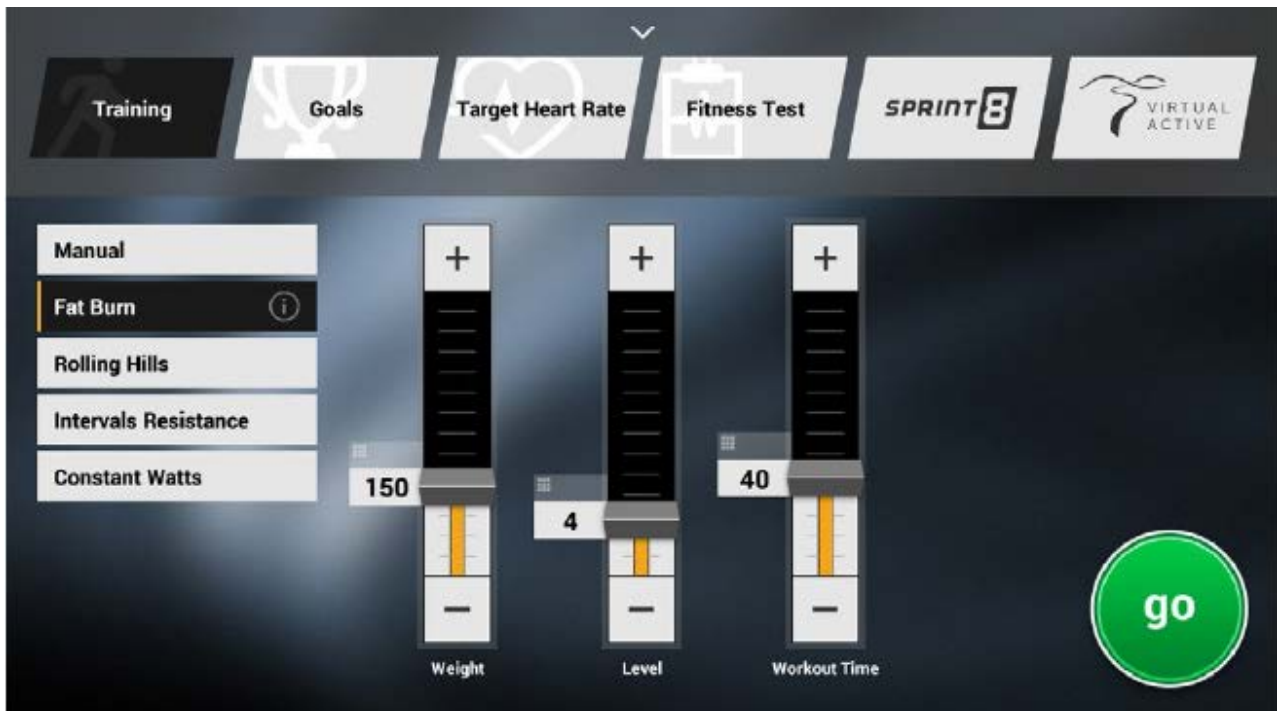 Training
Goals
Target Heart Rate
Fitness Test
SPRINT 8
VIRTUAL
ACTIVE
Manual
Fat Burn
Rolling Hills
Intervals Resistance
Constant Watts
+
+
+
150
4
40
−
−
−
Weight
Level
Workout Time
go